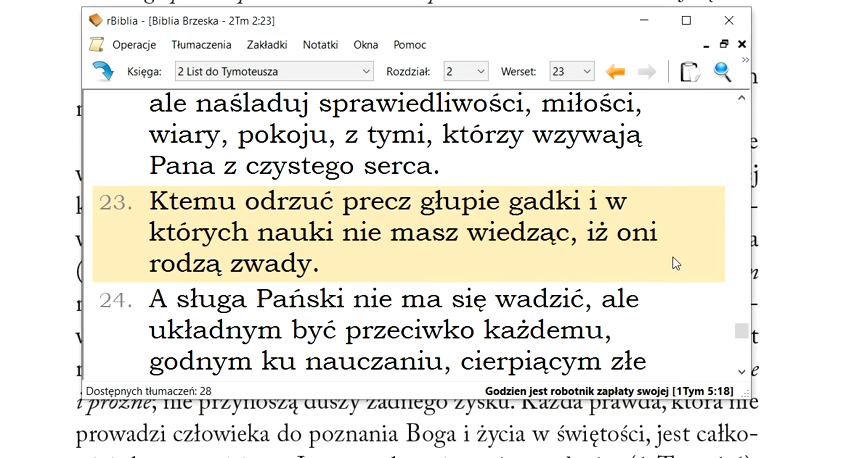 rBiblia - [Biblia Brzeska - 2Tm 2:23]
Operacje Tłumaczenia Zakładki Notatki Okna Pomoc
Księga: 2 List do Tymoteusza Rozdział: 2 Werset: 23
ale naśladuj sprawiedliwości, miłości,
wiary, pokoju, z tymi, którzy wzywają
Pana z czystego serca.
23. Ktemu odrzuć precz głupie gadki i w
których nauki nie masz wiedząc, iż oni
rodzą zwady.
24. A sługa Pański nie ma się wadzić, ale
układnym być przeciwko każdemu,
godnym ku nauczaniu, cierpiącym złe
Dostępnych tłumaczeń: 28 Godzien jest robotnik zapłaty swojej [1Tym 5:18]
i próżne, nie przynoszą duszy żadnego zysku. Każda prawda, która nie
prowadzi człowieka do poznania Boga i życia w świętości, jest całko-